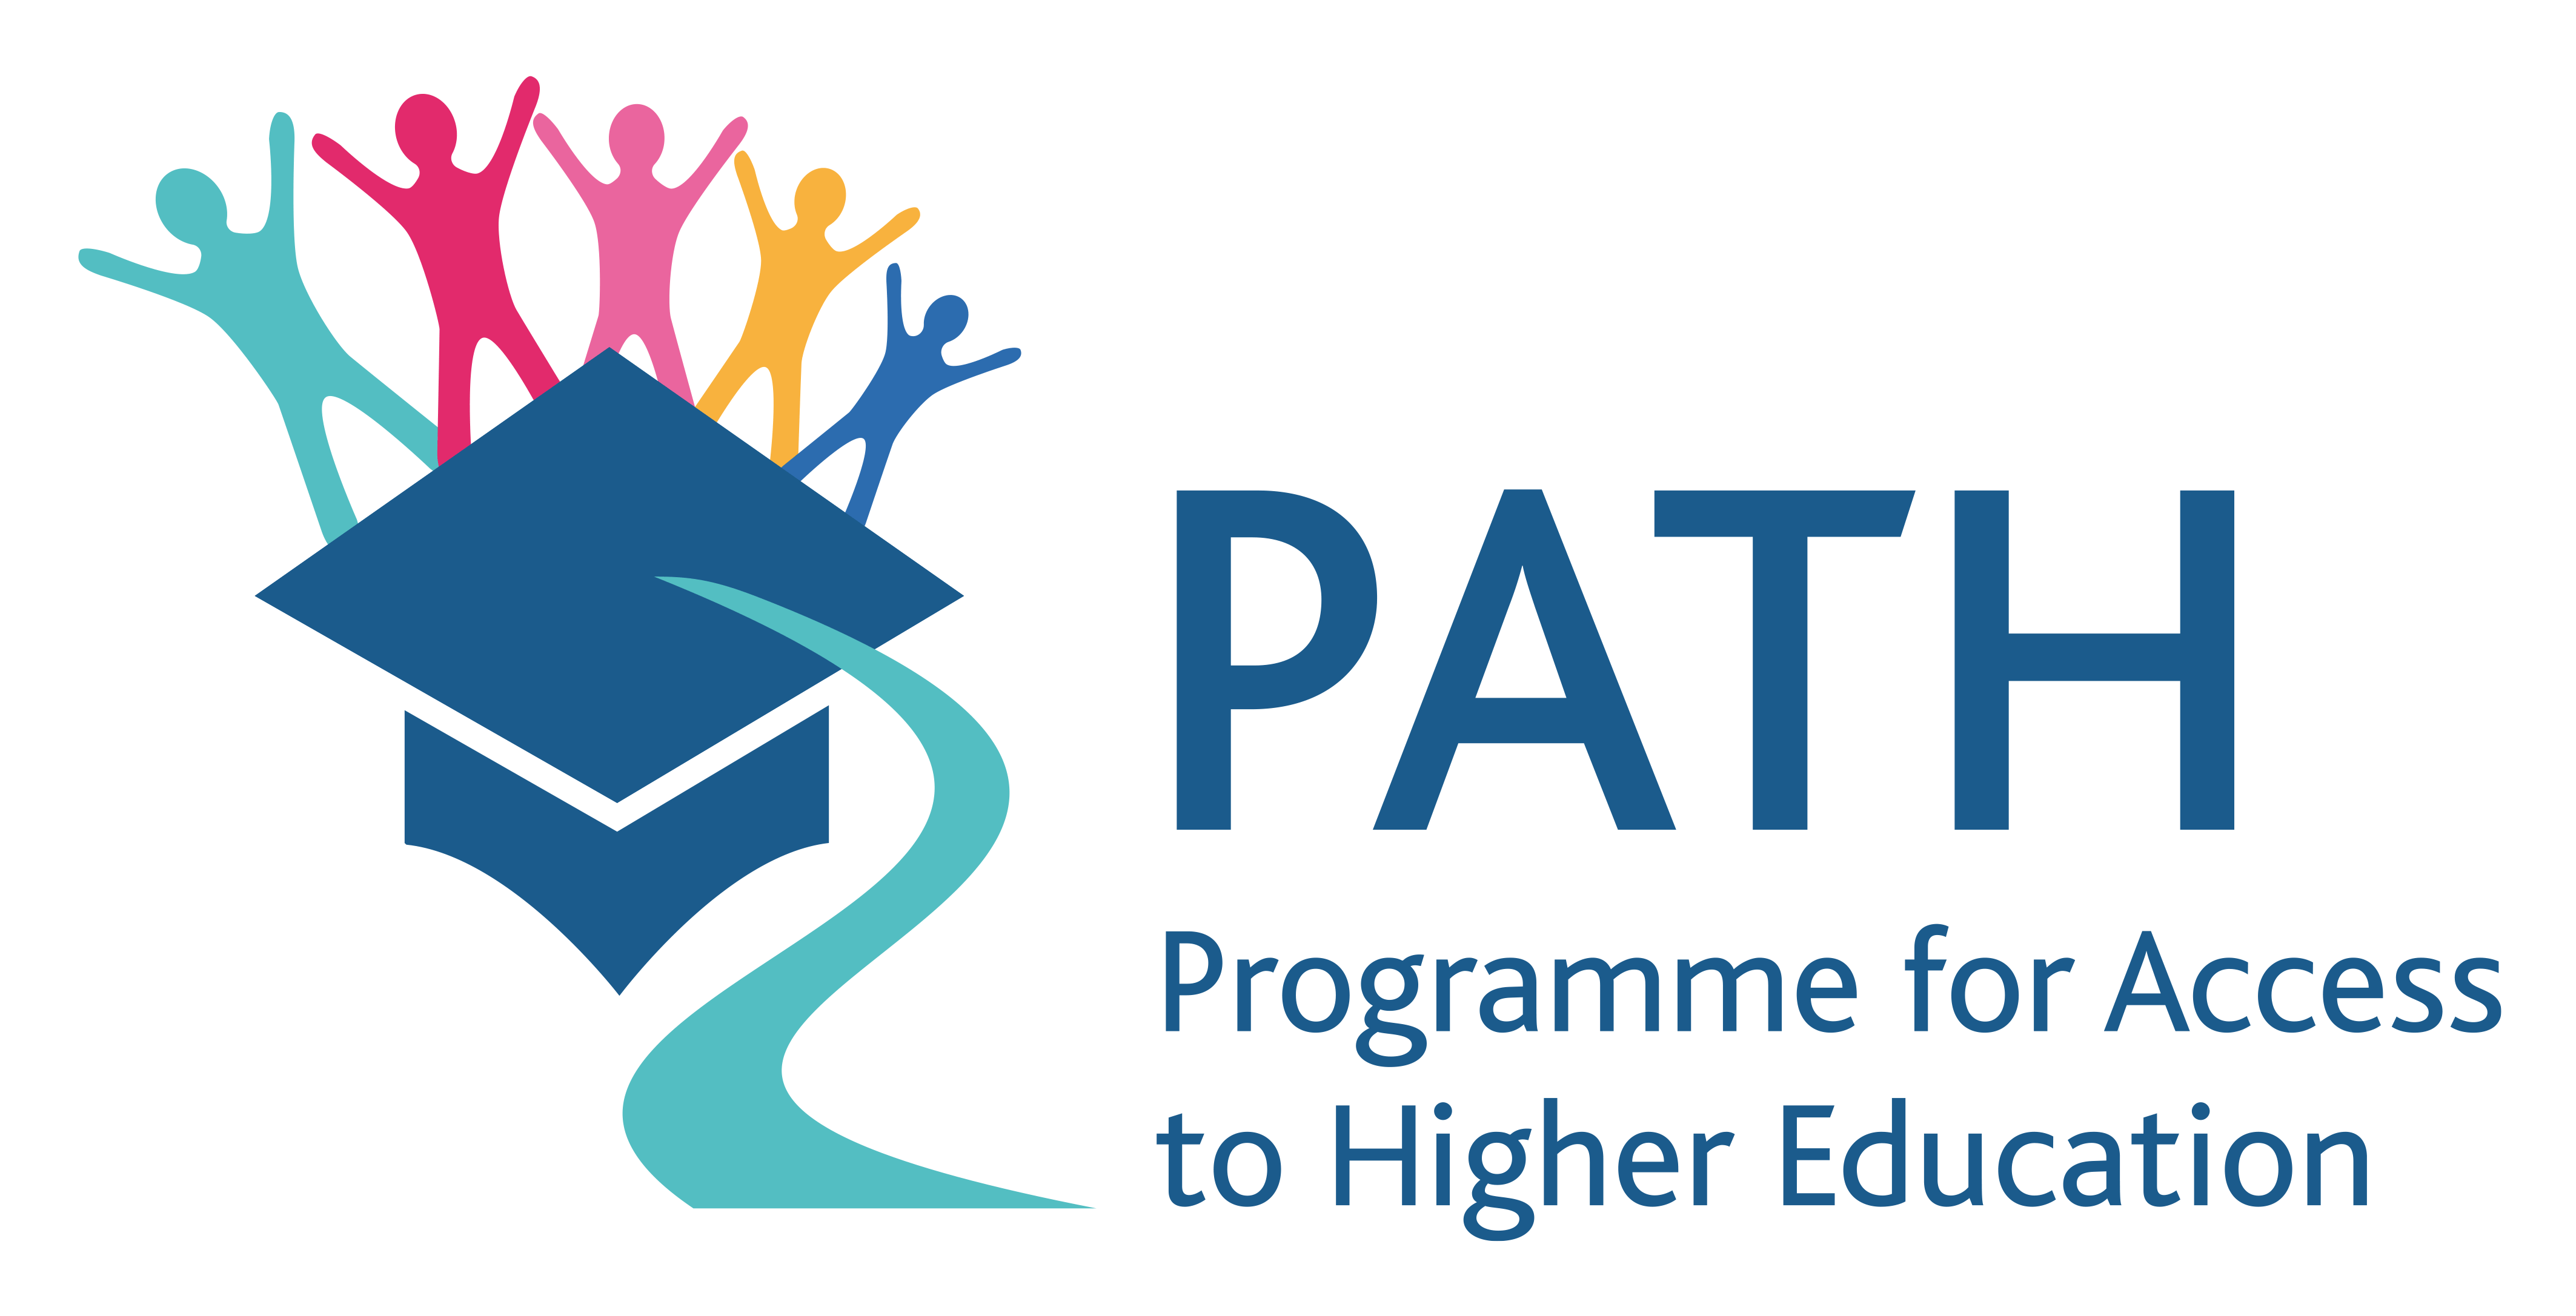 PATH
Programme for Access
to Higher Education